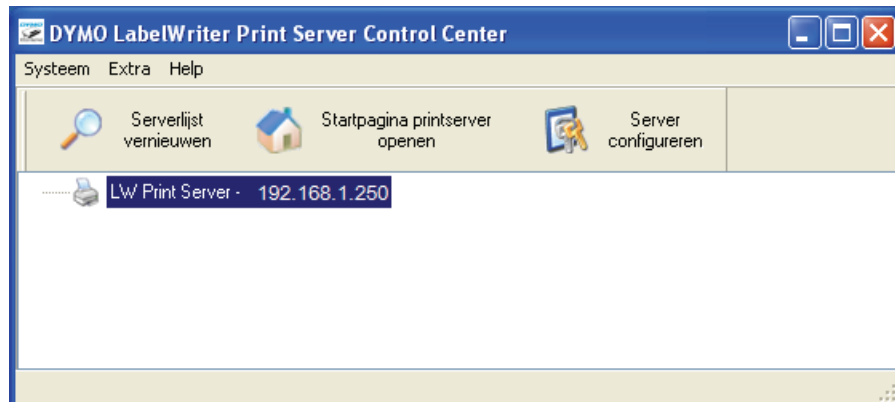 DYMO LabelWriter Print Server Control Center
Systeem Extra Help
Serverlijst vernieuwen
Startpagina printserver openen
Server configureren
LW Print Server - 192.168.1.250